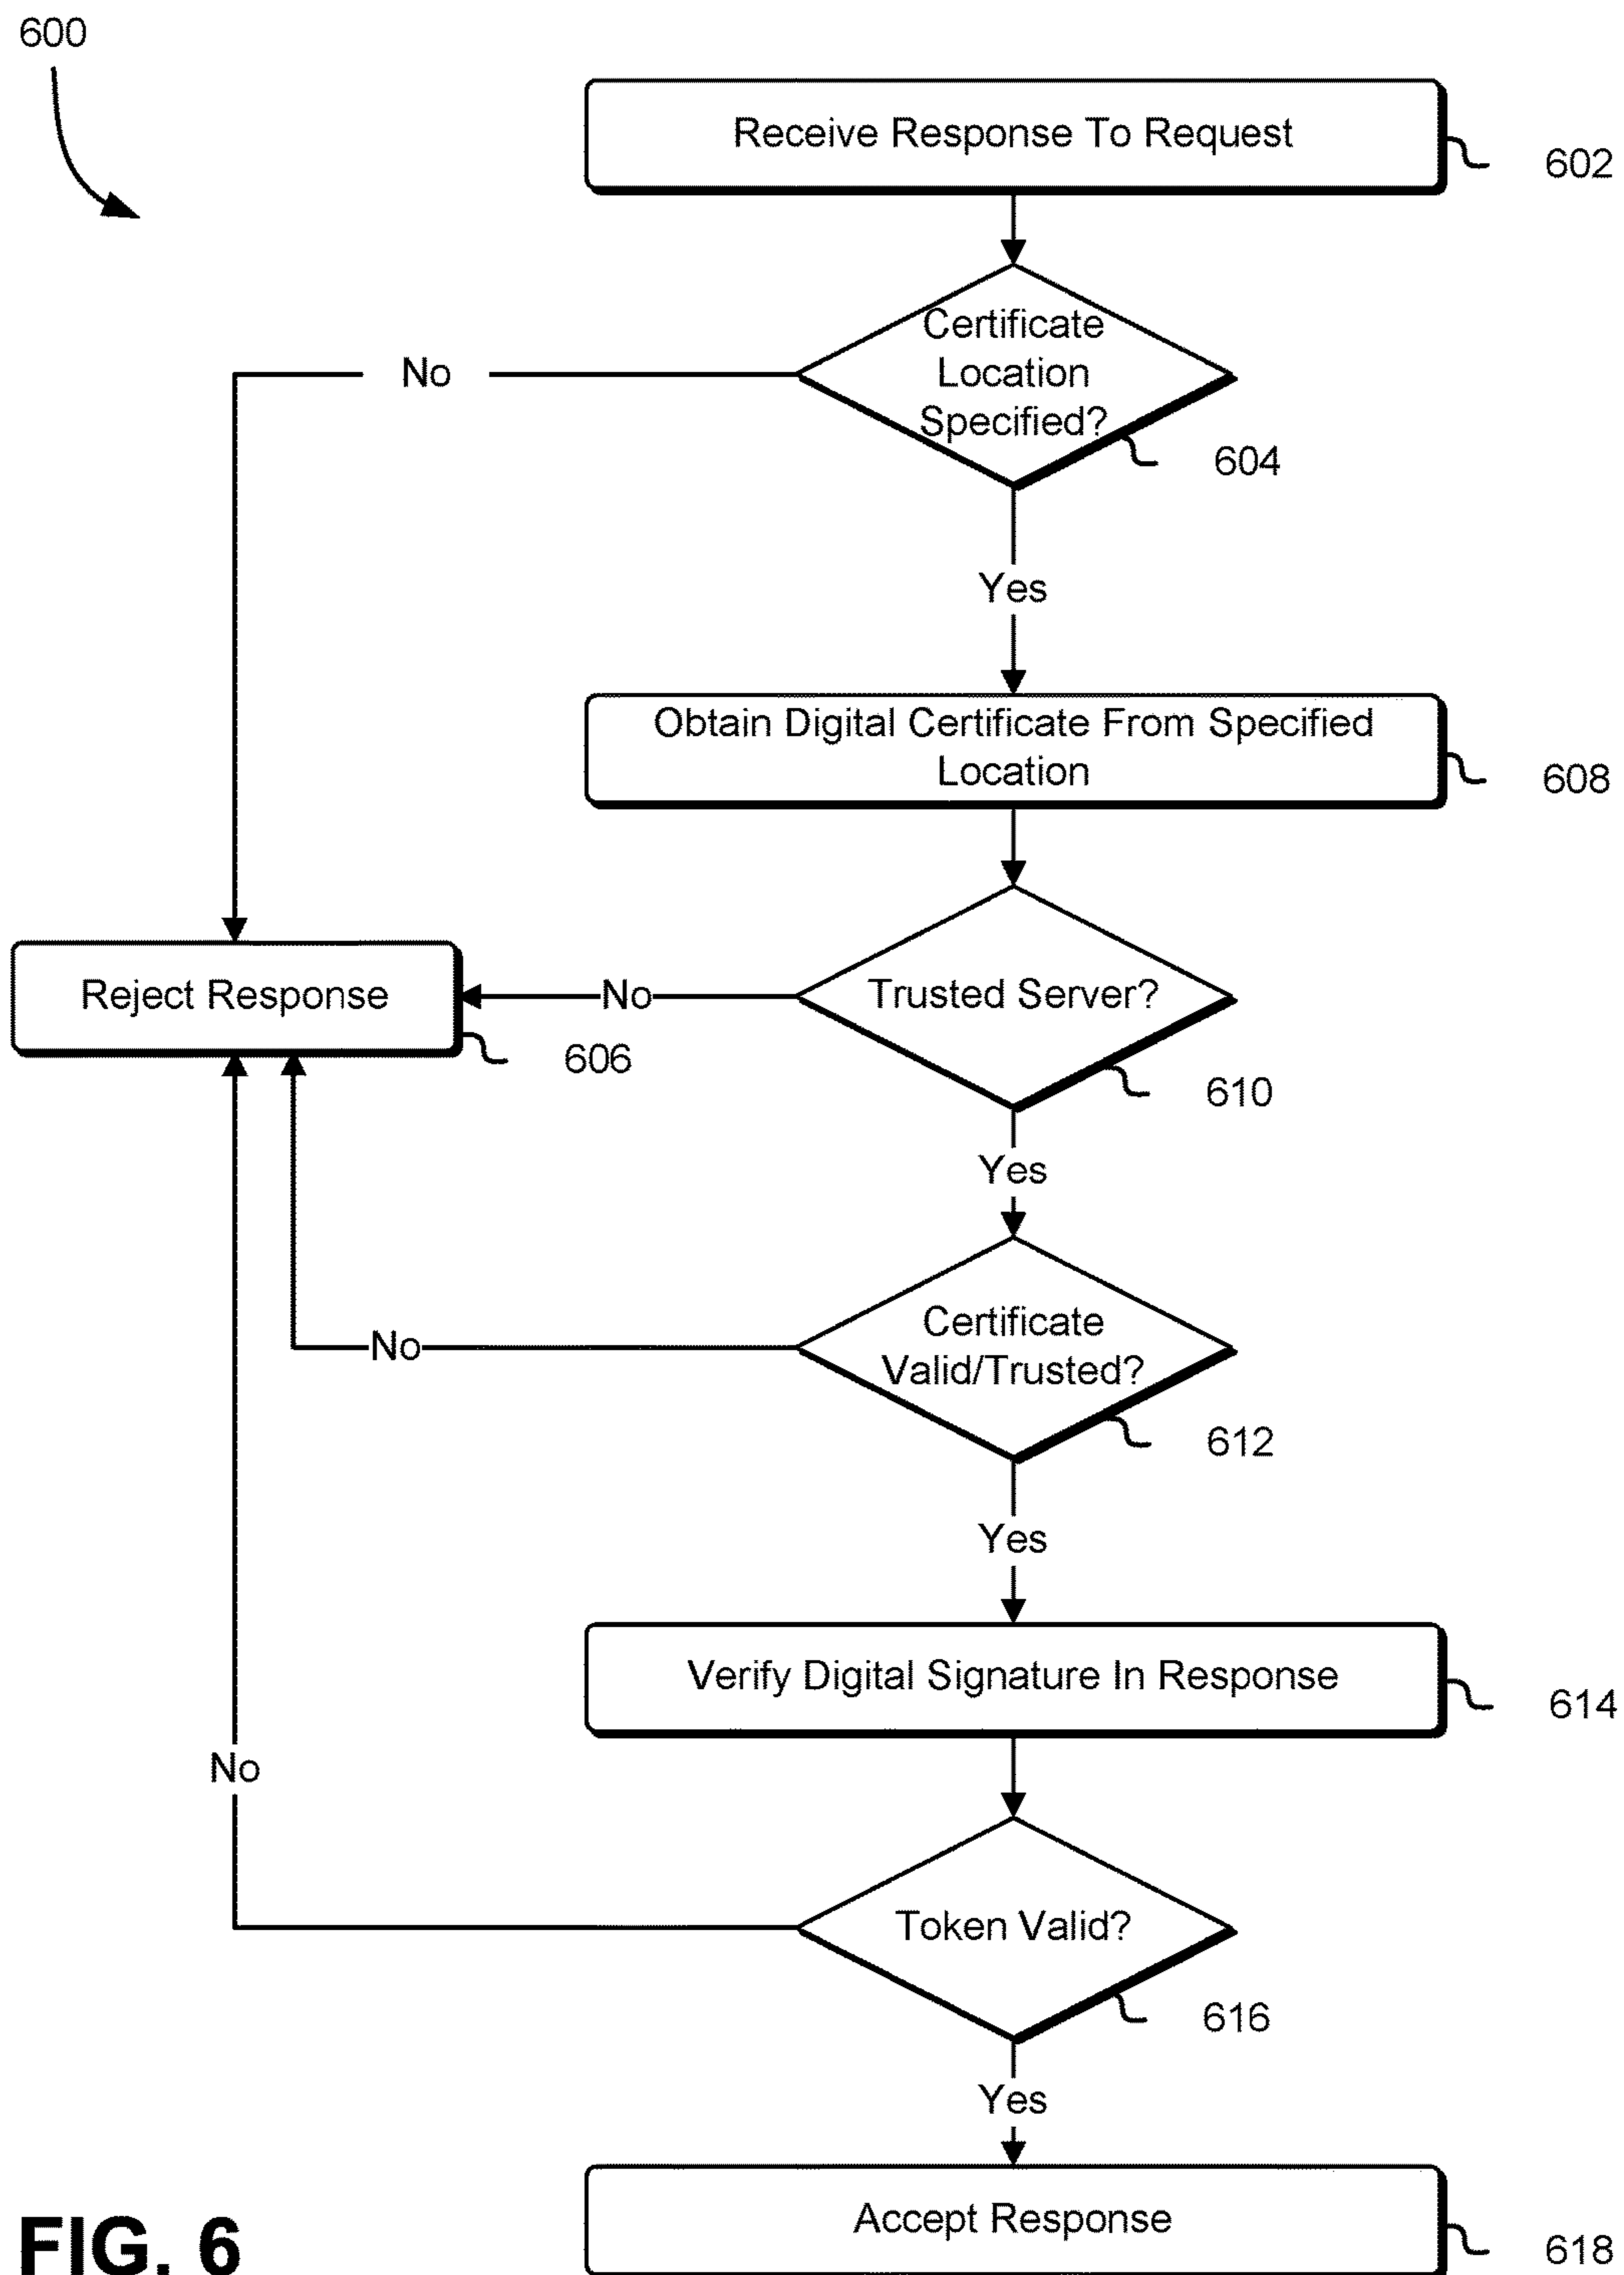 600
Receive Response To Request
602
Certificate
Location
Specified?
604
No
Yes
Obtain Digital Certificate From Specified
Location
608
Reject Response
606
No
Trusted Server?
610
Yes
Certificate
Valid/Trusted?
612
No
Yes
Verify Digital Signature In Response
614
No
Token Valid?
616
Yes
Accept Response
618
FIG. 6